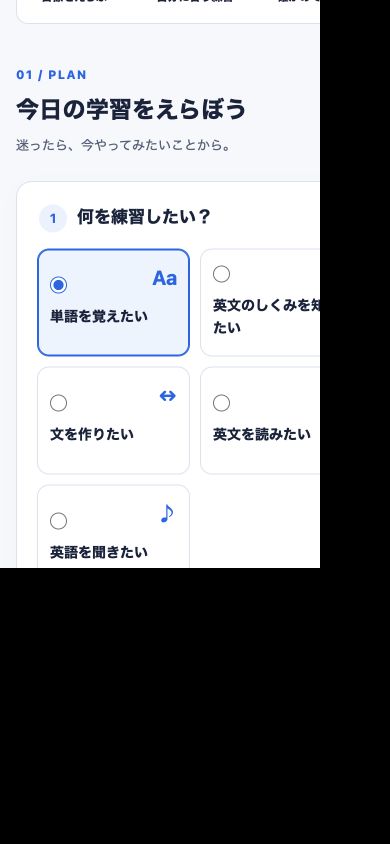 01 / PLAN
今日の学習をえらぼう
迷ったら、今やってみたいことから。
1 何を練習したい？
Aa
単語を覚えたい
英文のしくみを知
たい
文を作りたい
英文を読みたい
英語を聞きたい